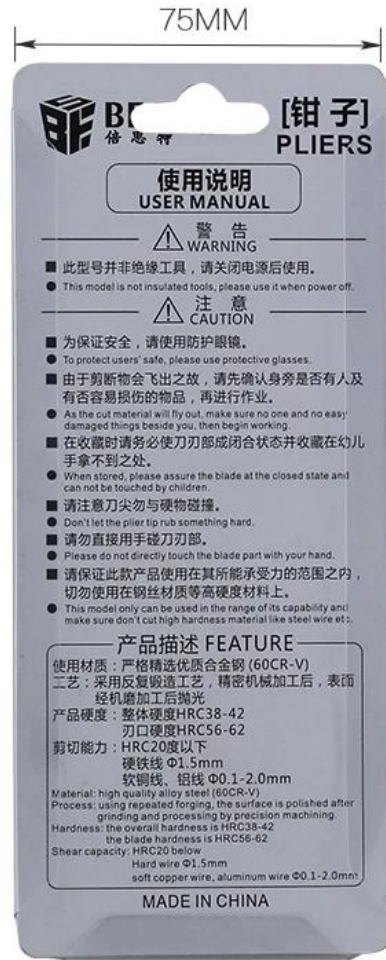 75MM
倍思特
[钳 子]
PLIERS
使用说明
USER MANUAL
警 告
WARNING
■ 此型号并非绝缘工具，请关闭电源后使用。
● This model is not insulated tools, please use it when power off.
注 意
CAUTION
■ 为保证安全，请使用防护眼镜。
● To protect users' safe, please use protective glasses.
■ 由于剪断物会飞出之故，请先确认身旁是否有人及
有否容易损伤的物品，再进行作业。
● As the cut material will fly out, make sure no one and no easy
damaged things beside you, then begin working.
■ 在收藏时请务必使刀刃部成闭合状态并收藏在幼儿
手拿不到之处。
● When stored, please assure the blade at the closed state and
can not be touched by children.
■ 请注意刀尖勿与硬物碰撞。
● Don't let the plier tip rub something hard.
■ 请勿直接用手碰刀刃部。
● Please do not directly touch the blade part with your hand.
■ 请保证此款产品使用在其所能承受力的范围之内，
切勿使用在钢丝材质等高硬度材料上。
● This model only can be used in the range of its capability and
make sure don't cut high hardness material like steel wire etc.
产品描述 FEATURE
使用材质：严格精选优质合金钢 (60CR-V)
工艺：采用反复锻造工艺，精密机械加工后，表面
经机磨加工后抛光
产品硬度：整体硬度HRC38-42
刃口硬度HRC56-62
剪切能力：HRC20度以下
硬铁线 Φ1.5mm
软铜线、铝线 Φ0.1-2.0mm
Material: high quality alloy steel (60CR-V)
Process: using repeated forging, the surface is polished after
grinding and processing by precision machining.
Hardness: the overall hardness is HRC38-42
the blade hardness is HRC56-62
Shear capacity: HRC20 below
Hard wire Φ1.5mm
soft copper wire, aluminum wire Φ0.1-2.0mm
MADE IN CHINA